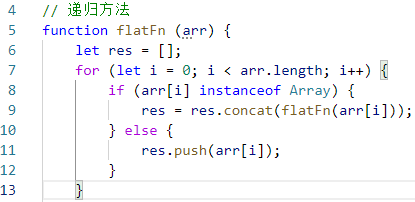 4 // 递归方法
5 function flatFn (arr) {
6     let res = [];
7     for (let i = 0; i < arr.length; i++) {
8         if (arr[i] instanceof Array) {
9             res = res.concat(flatFn(arr[i]));
10         } else {
11             res.push(arr[i]);
12         }
13     }